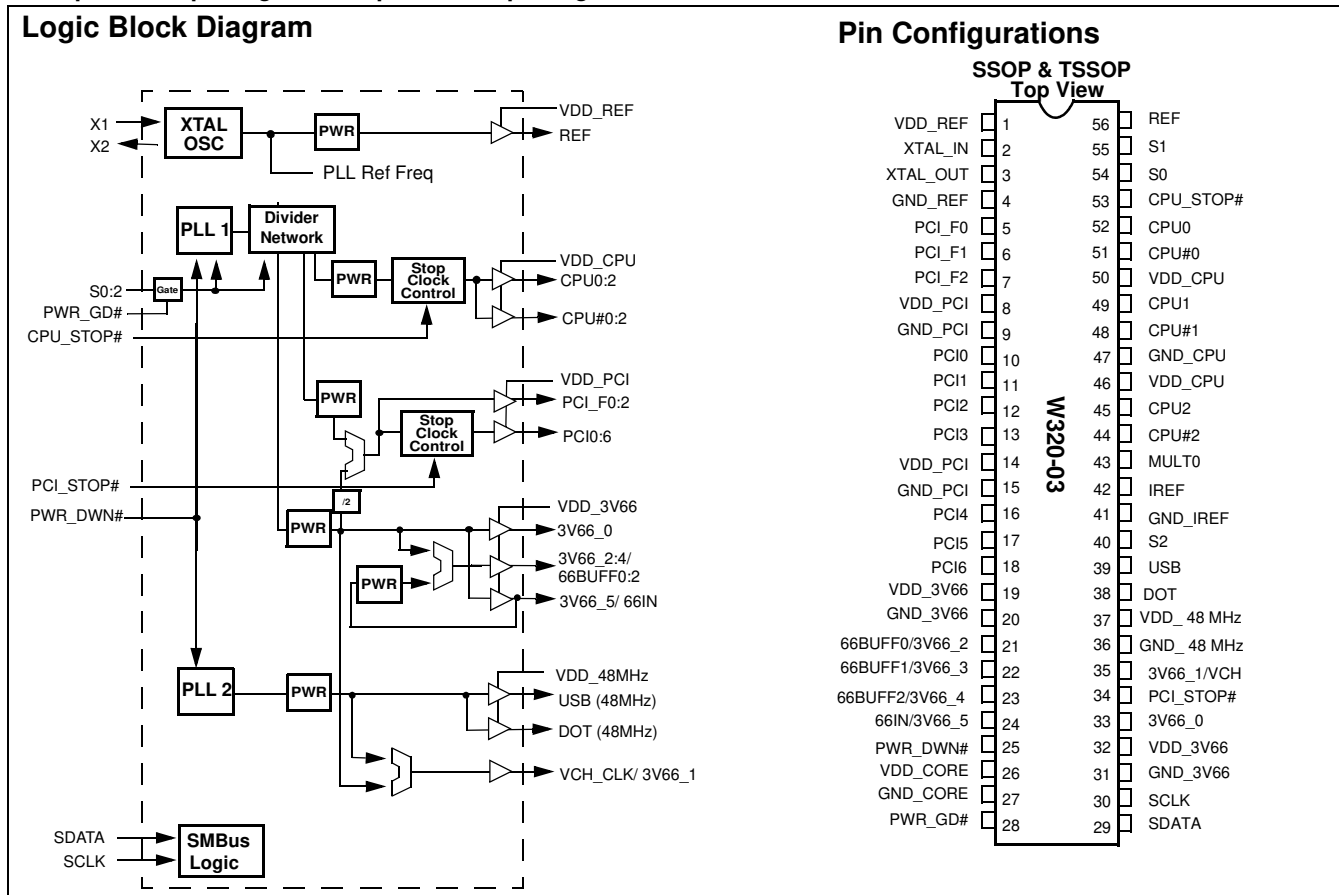 Logic Block Diagram
X1
X2
XTAL
OSC
PWR
VDD_REF
REF
PLL Ref Freq
PLL 1
Divider
Network
S0:2
Gate
PWR_GD#
CPU_STOP#
PWR
Stop
Clock
Control
VDD_CPU
CPU0:2
CPU#0:2
PWR
Stop
Clock
Control
VDD_PCI
PCI_F0:2
PCI0:6
PCI_STOP#
PWR_DWN#
/2
PWR
VDD_3V66
3V66_0
PWR
3V66_2:4/
66BUFF0:2
3V66_5/ 66IN
PLL 2
PWR
VDD_48MHz
USB (48MHz)
DOT (48MHz)
VCH_CLK/ 3V66_1
SDATA
SCLK
SMBus
Logic
Pin Configurations
SSOP & TSSOP
Top View
W320-03
VDD_REF 1 56 REF
XTAL_IN 2 55 S1
XTAL_OUT 3 54 S0
GND_REF 4 53 CPU_STOP#
PCI_F0 5 52 CPU0
PCI_F1 6 51 CPU#0
PCI_F2 7 50 VDD_CPU
VDD_PCI 8 49 CPU1
GND_PCI 9 48 CPU#1
PCI0 10 47 GND_CPU
PCI1 11 46 VDD_CPU
PCI2 12 45 CPU2
PCI3 13 44 CPU#2
VDD_PCI 14 43 MULT0
GND_PCI 15 42 IREF
PCI4 16 41 GND_IREF
PCI5 17 40 S2
PCI6 18 39 USB
VDD_3V66 19 38 DOT
GND_3V66 20 37 VDD_ 48 MHz
66BUFF0/3V66_2 21 36 GND_ 48 MHz
66BUFF1/3V66_3 22 35 3V66_1/VCH
66BUFF2/3V66_4 23 34 PCI_STOP#
66IN/3V66_5 24 33 3V66_0
PWR_DWN# 25 32 VDD_3V66
VDD_CORE 26 31 GND_3V66
GND_CORE 27 30 SCLK
PWR_GD# 28 29 SDATA